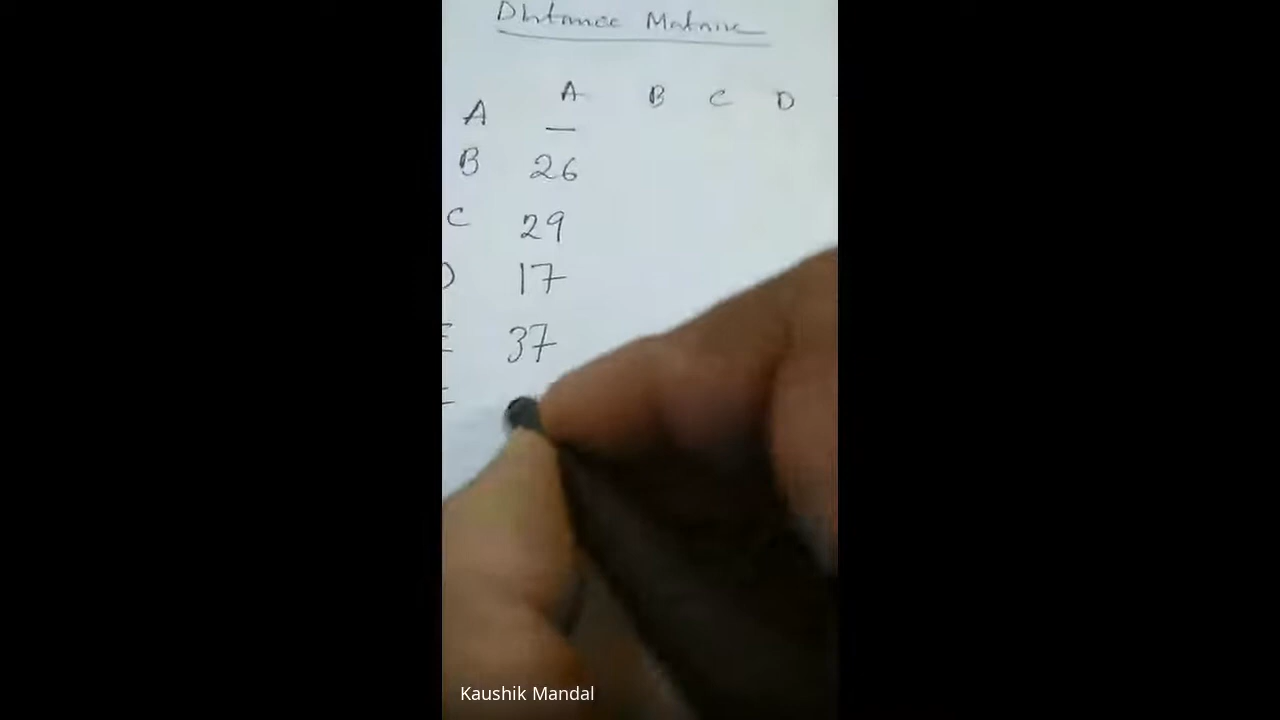 Distance Matrix
A B C D
A —
B 26
C 29
D 17
E 37
Kaushik Mandal